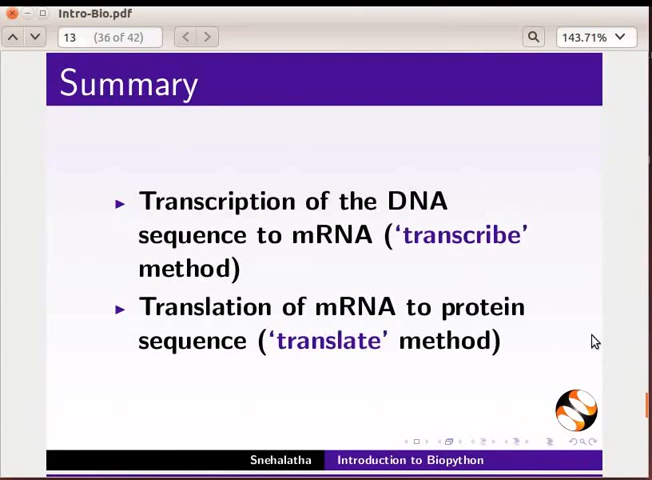 Intro-Bio.pdf
13 (36 of 42) 143.71%
Summary
Transcription of the DNA
sequence to mRNA (‘transcribe’
method)
Translation of mRNA to protein
sequence (‘translate’ method)
Snehalatha Introduction to Biopython